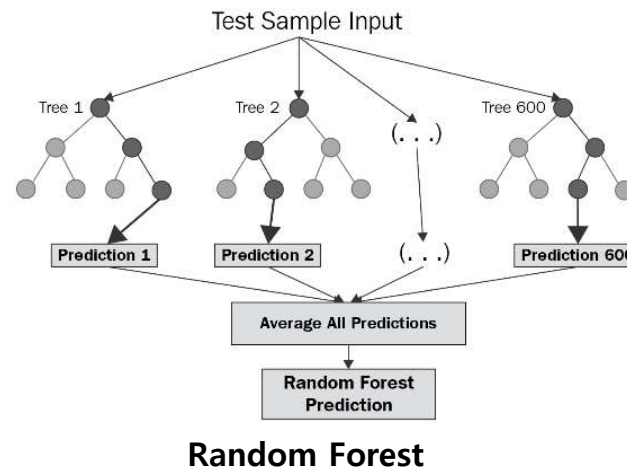 Test Sample Input
Tree 1
Tree 2
Tree 600
(. . .)
Prediction 1
Prediction 2
(. . .)
Prediction 600
Average All Predictions
Random Forest
Prediction
Random Forest